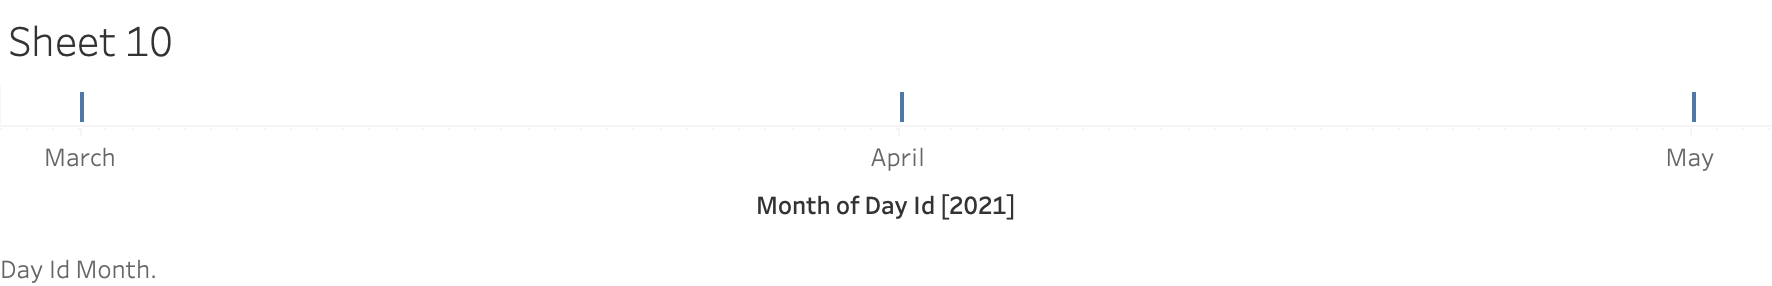 Sheet 10
March April May
Month of Day Id [2021]
Day Id Month.